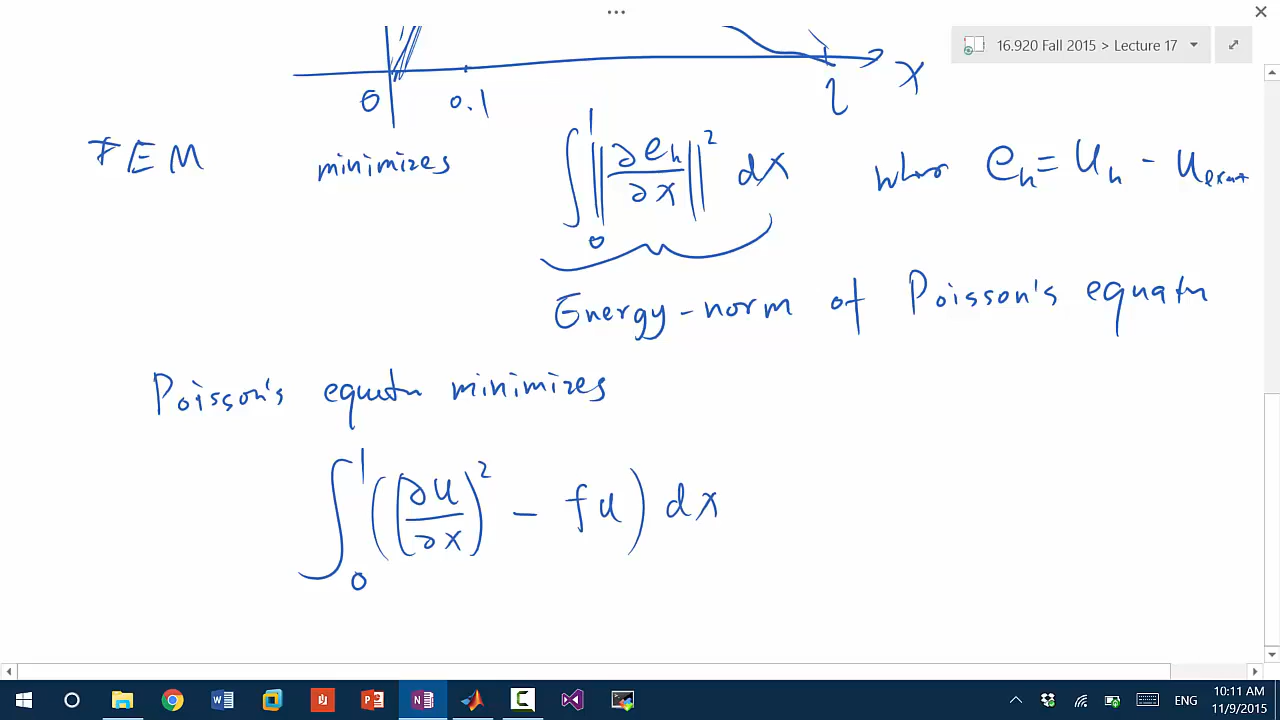 16.920 Fall 2015 > Lecture 17
0 0.1 1 x
FEM minimizes ∫₀¹ ‖∂eₕ/∂x‖² dx where eₕ = uₕ - u_exact
Energy-norm of Poisson's equatn
Poisson's equatn minimizes
∫₀¹ ((∂u/∂x)² - fu) dx
ENG
10:11 AM
11/9/2015